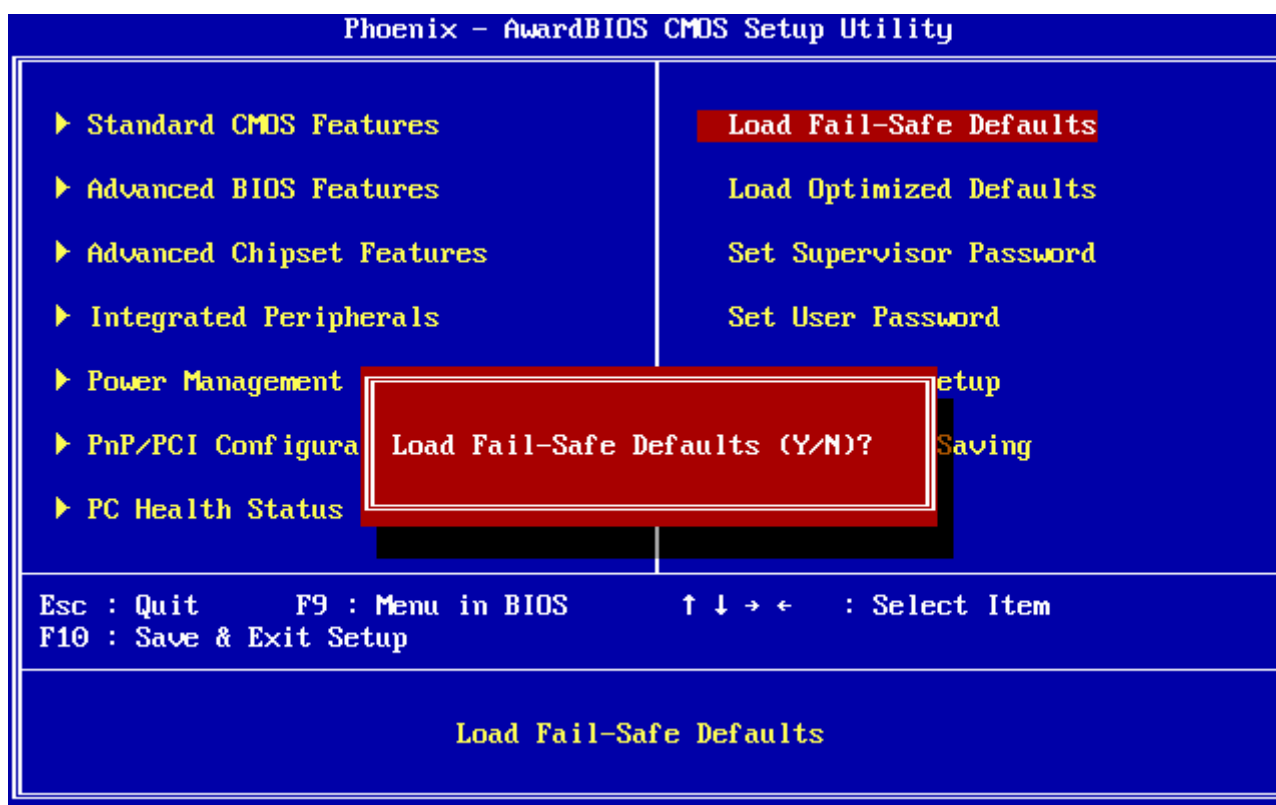 Phoenix - AwardBIOS CMOS Setup Utility
Standard CMOS Features
Advanced BIOS Features
Advanced Chipset Features
Integrated Peripherals
Power Management
PnP/PCI Configura
PC Health Status
Load Fail-Safe Defaults
Load Optimized Defaults
Set Supervisor Password
Set User Password
etup
Saving
Load Fail-Safe Defaults (Y/N)?
Esc : Quit F9 : Menu in BIOS ↑ ↓ → ← : Select Item
F10 : Save & Exit Setup
Load Fail-Safe Defaults